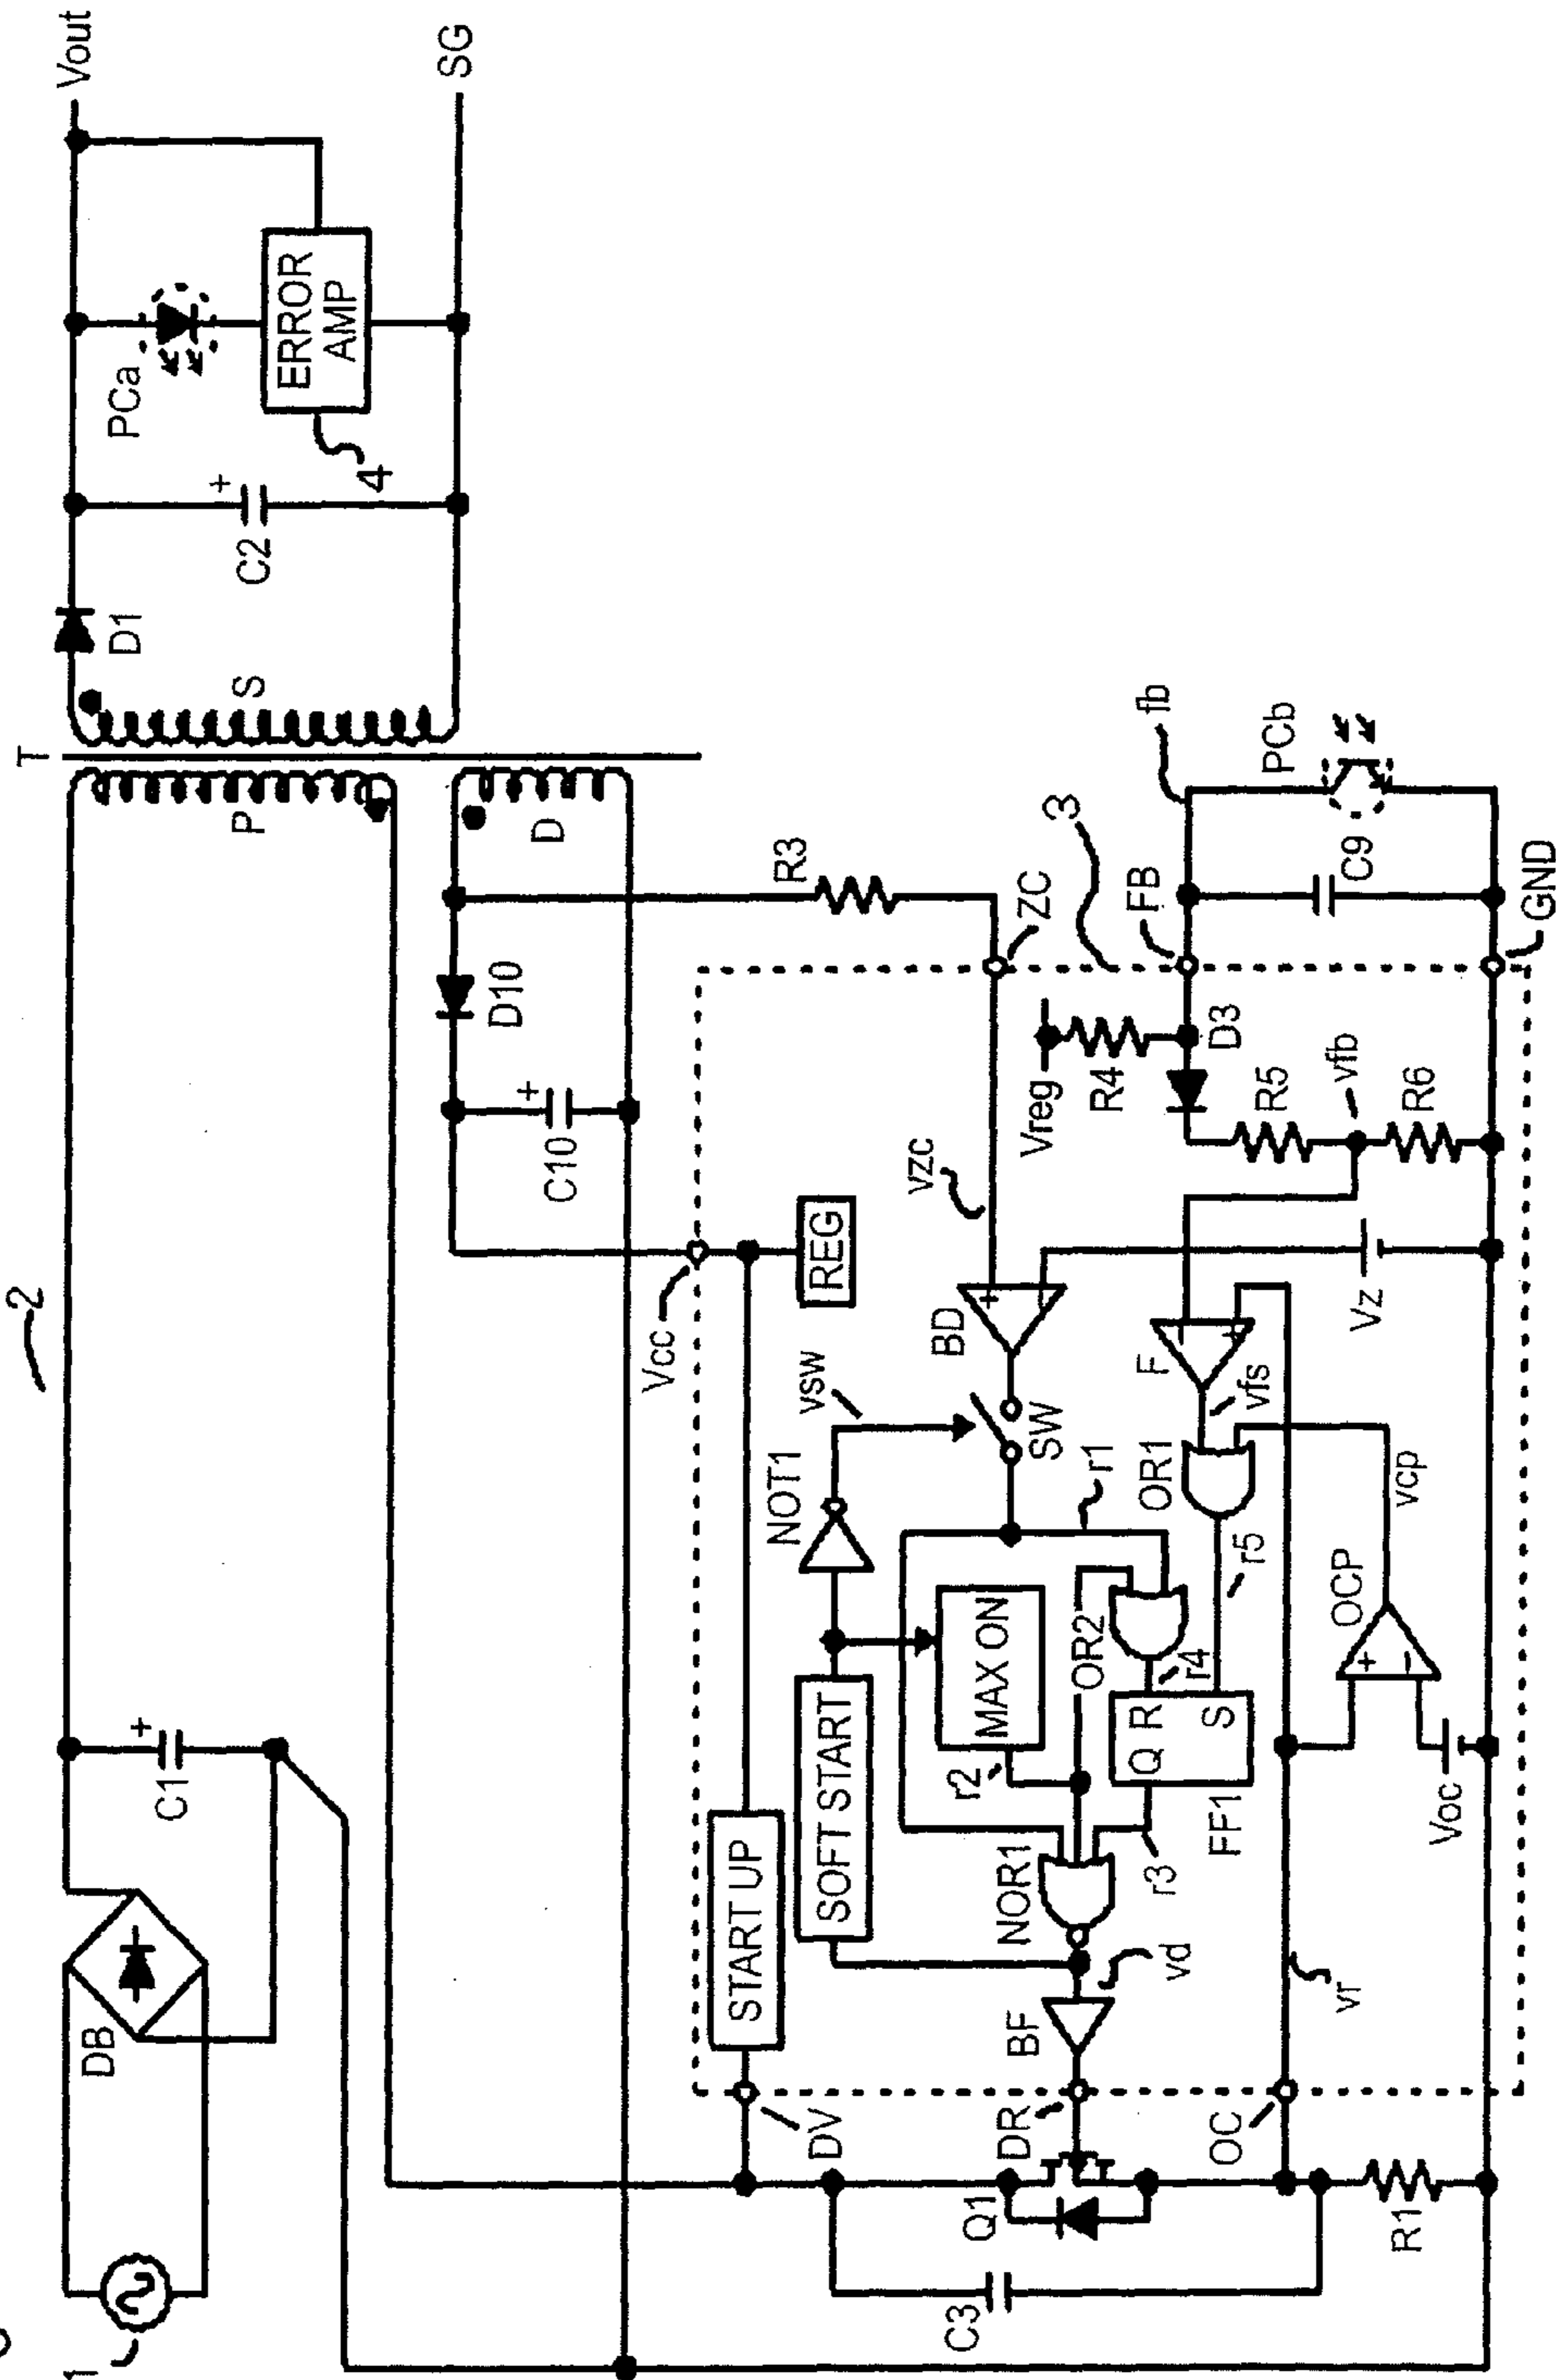 2
T
Vout
SG
1
DB
C1
+
P
S
D1
C2
+
PCa
ERROR
AMP
4
D
D10
C10
+
R3
Vcc
REG
START UP
SOFT START
NOT1
vsw
MAX ON
r2
OR2
r4
r1
SW
BD
+
vzc
ZC
3
Vreg
R4
FB
fb
D3
R5
vfb
R6
C9
PCb
GND
Vz
F
+
vfs
OR1
r5
vcp
OCP
+
Voc
Q R
S
FF1
r3
NOR1
vd
BF
DV
DR
OC
vr
Q1
C3
R1